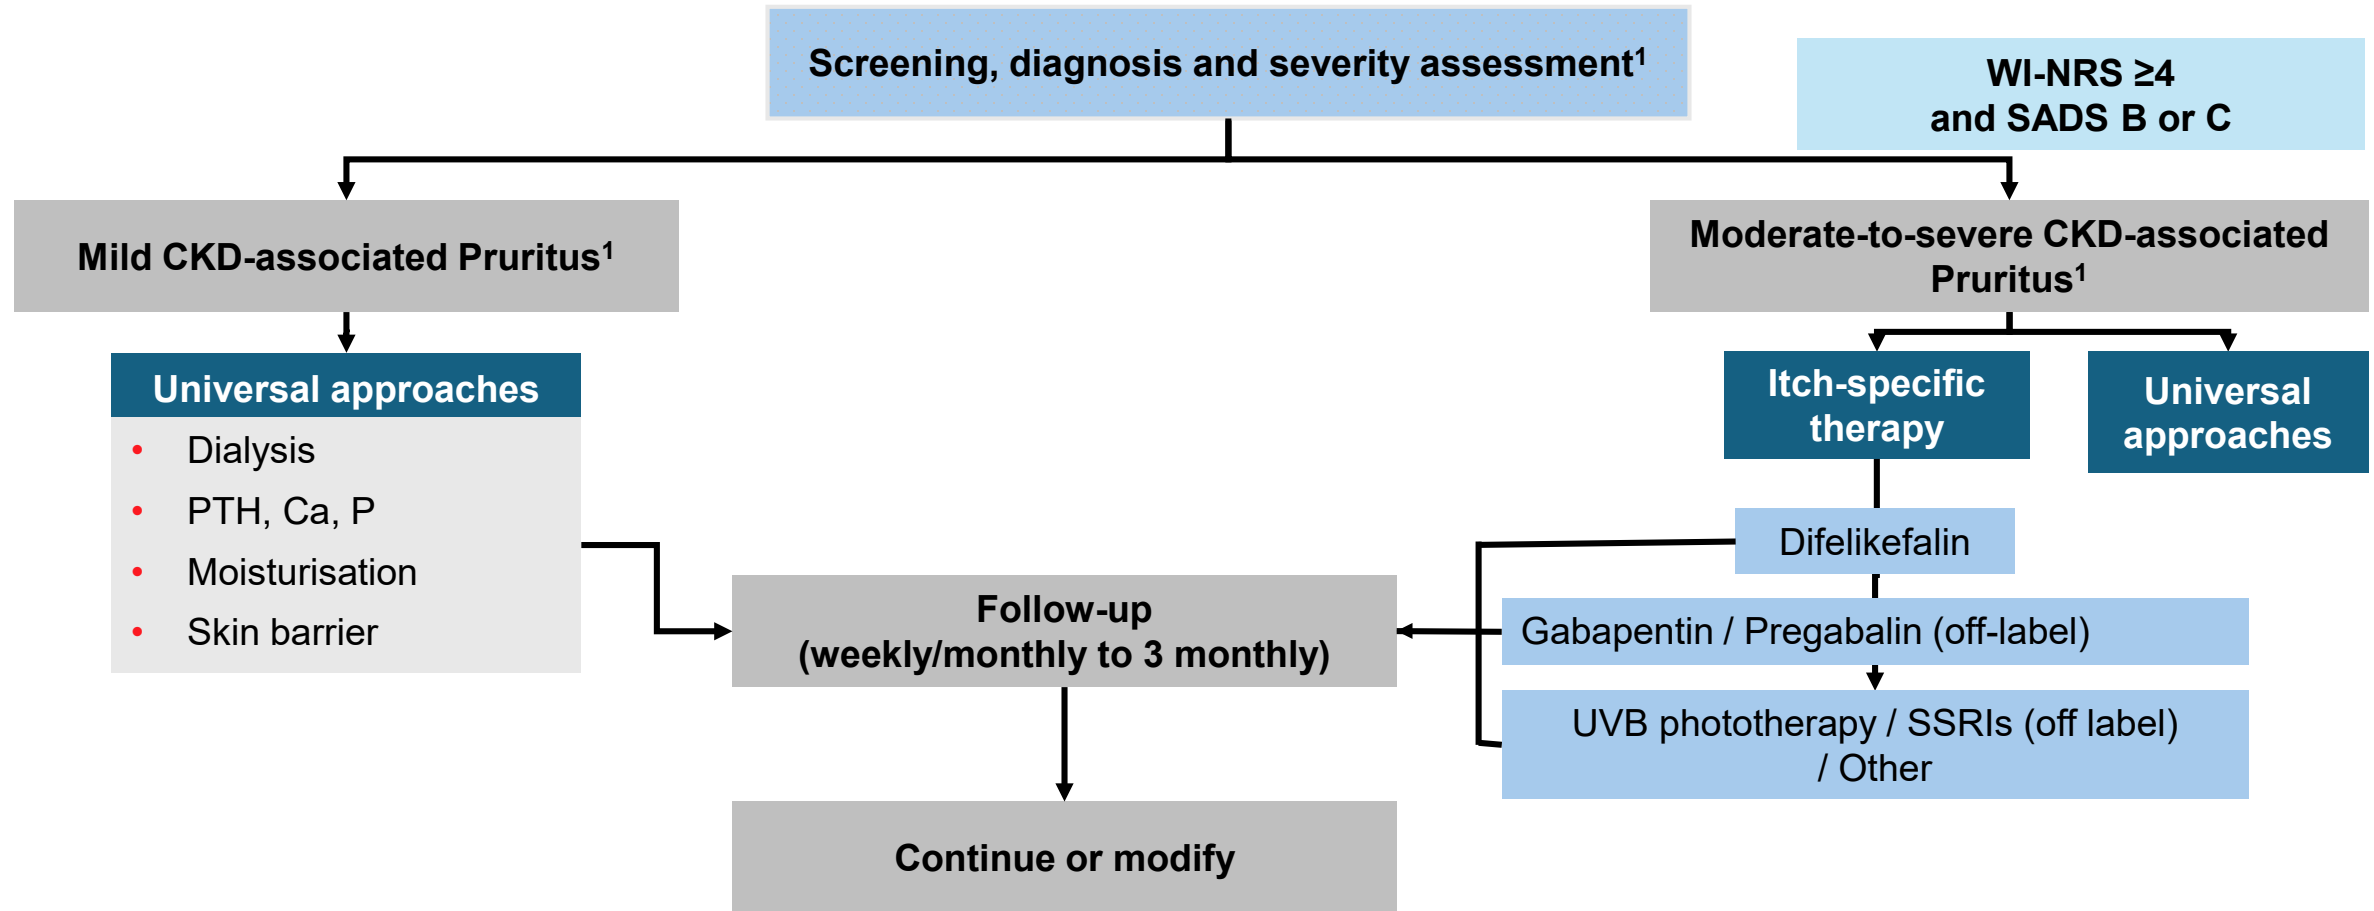 Screening, diagnosis and severity assessment¹
WI-NRS ≥4
and SADS B or C
Mild CKD-associated Pruritus¹
Moderate-to-severe CKD-associated
Pruritus¹
Universal approaches
• Dialysis
• PTH, Ca, P
• Moisturisation
• Skin barrier
Itch-specific
therapy
Universal
approaches
Difelikefalin
Gabapentin / Pregabalin (off-label)
UVB phototherapy / SSRIs (off label)
/ Other
Follow-up
(weekly/monthly to 3 monthly)
Continue or modify